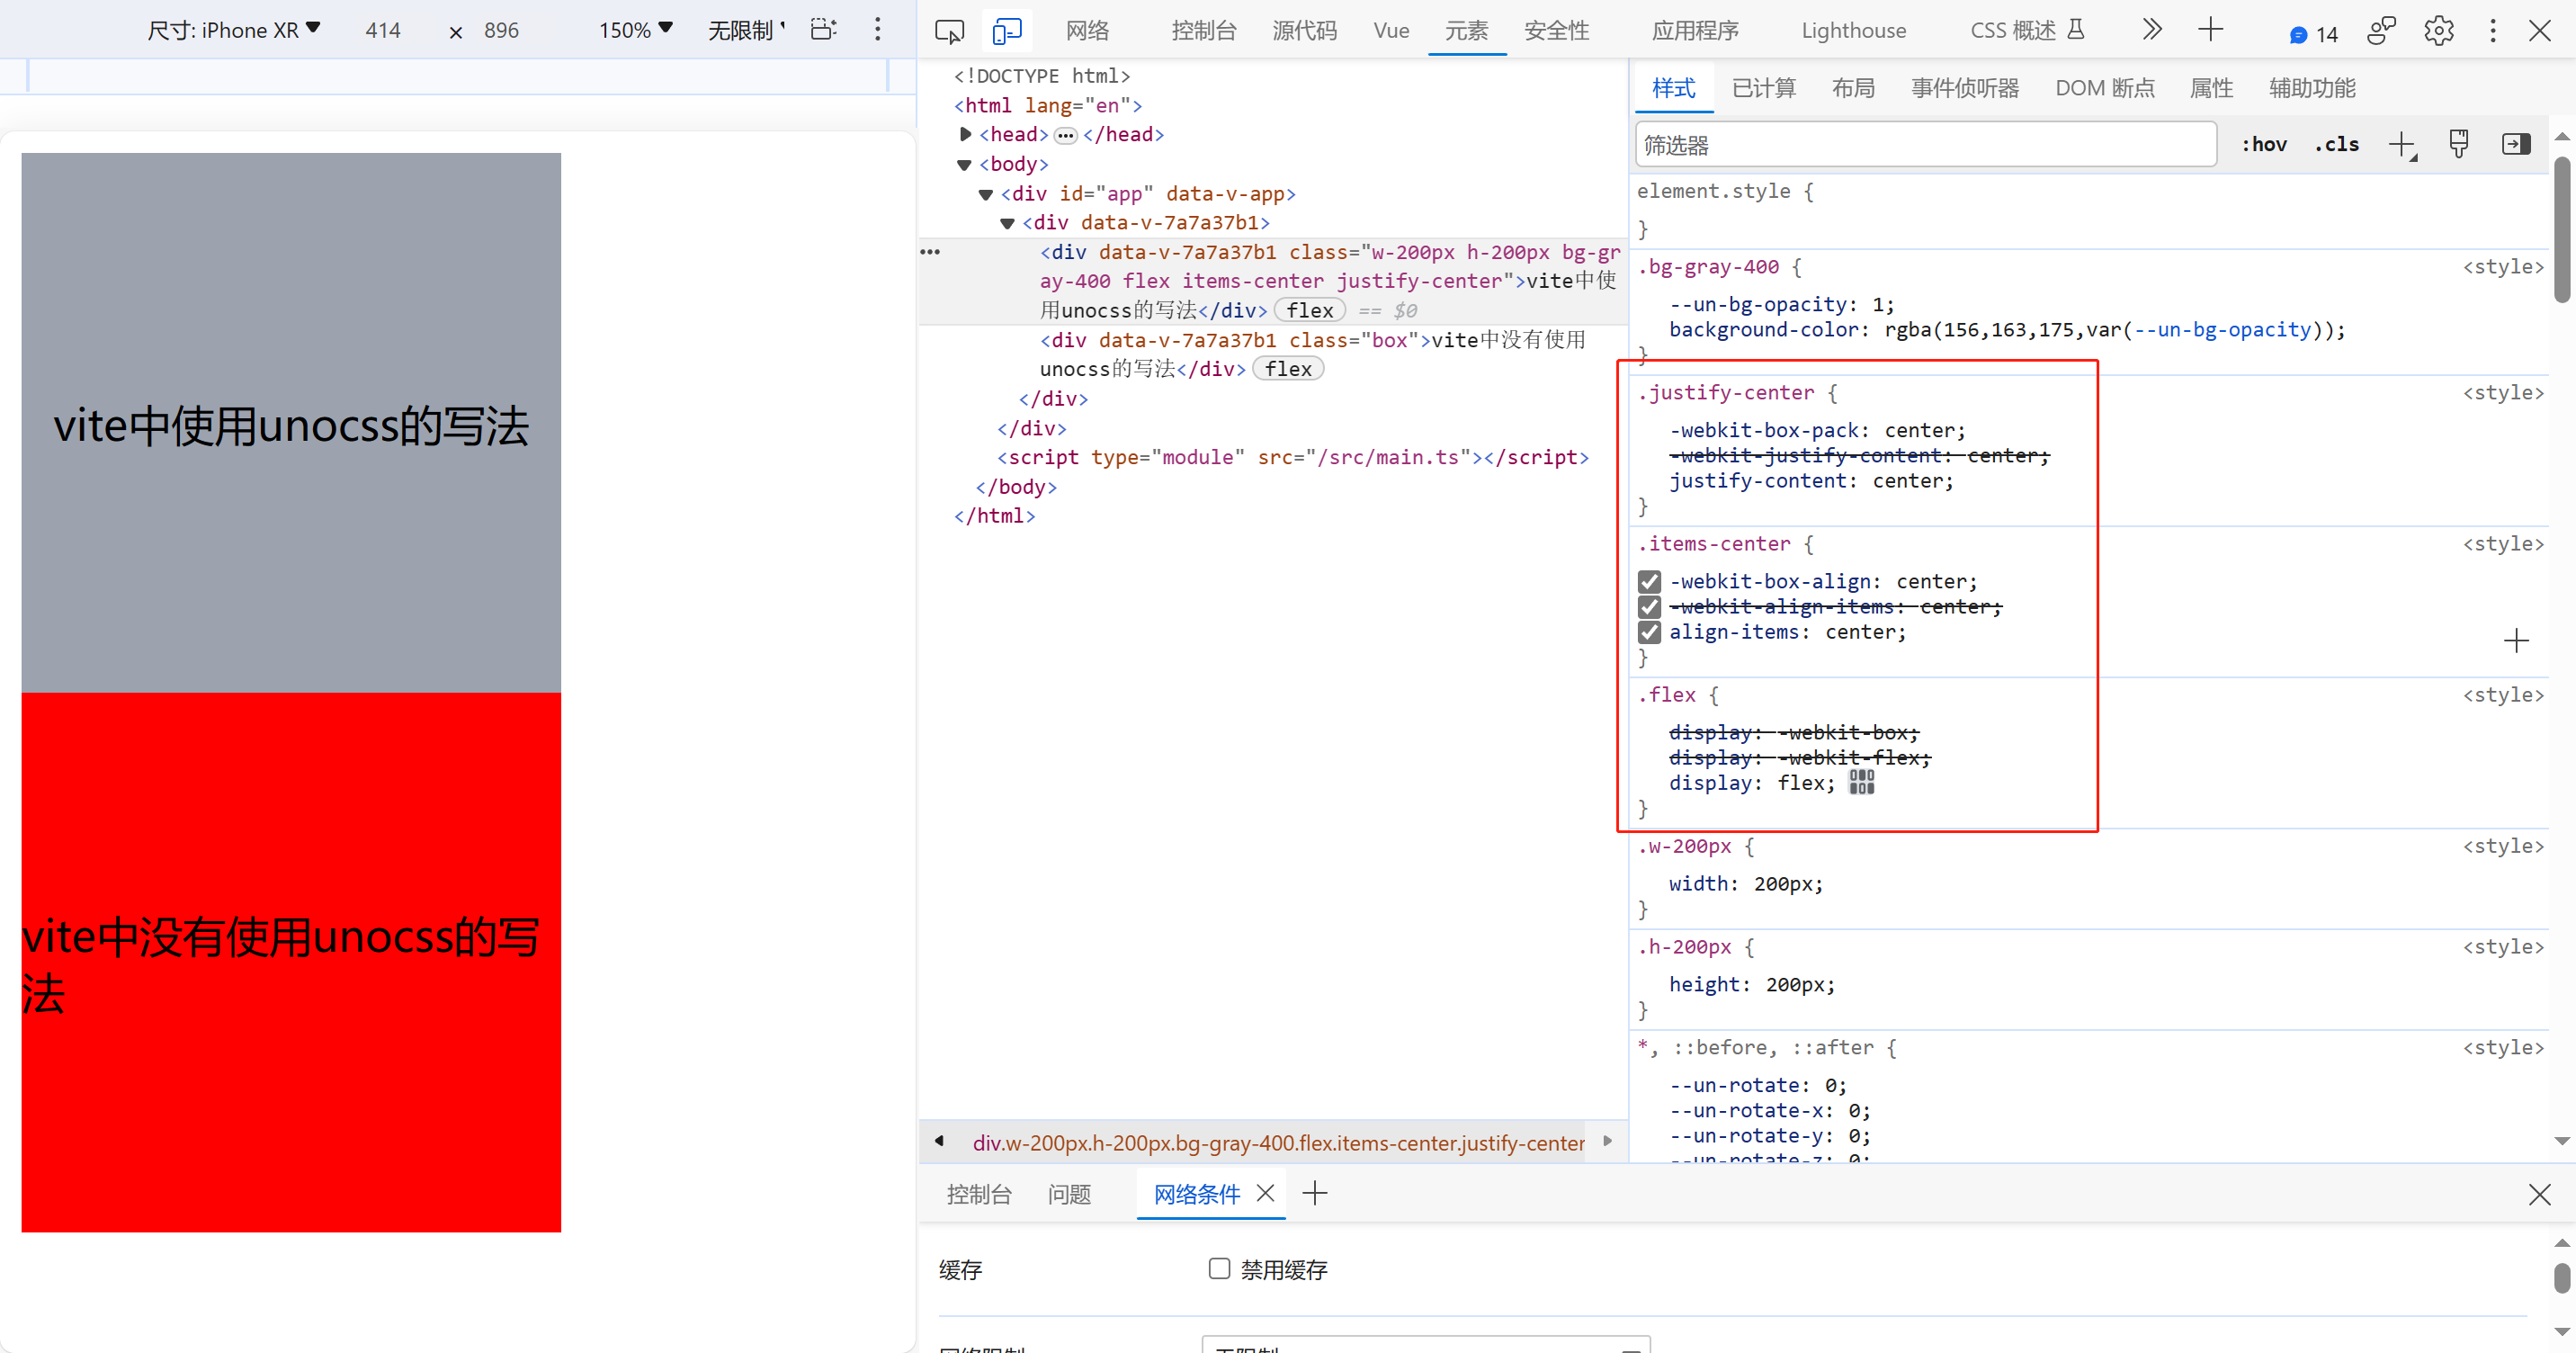 尺寸: iPhone XR 414 × 896 150% 无限制
网络 控制台 源代码 Vue 元素 安全性 应用程序 Lighthouse CSS 概述 14
vite中使用unocss的写法
vite中没有使用unocss的写
法
<!DOCTYPE html>
<html lang="en">
<head> ••• </head>
<body>
<div id="app" data-v-app>
<div data-v-7a7a37b1>
<div data-v-7a7a37b1 class="w-200px h-200px bg-gr
ay-400 flex items-center justify-center">vite中使
用unocss的写法</div> flex == $0
<div data-v-7a7a37b1 class="box">vite中没有使用
unocss的写法</div> flex
</div>
</div>
<script type="module" src="/src/main.ts"></script>
</body>
</html>
div.w-200px.h-200px.bg-gray-400.flex.items-center.justify-center
样式 已计算 布局 事件侦听器 DOM 断点 属性 辅助功能
筛选器 :hov .cls
element.style {
}
.bg-gray-400 { <style>
--un-bg-opacity: 1;
background-color: rgba(156,163,175,var(--un-bg-opacity));
}
.justify-center { <style>
-webkit-box-pack: center;
-webkit-justify-content: center;
justify-content: center;
}
.items-center { <style>
-webkit-box-align: center;
-webkit-align-items: center;
align-items: center;
}
.flex { <style>
display: -webkit-box;
display: -webkit-flex;
display: flex;
}
.w-200px { <style>
width: 200px;
}
.h-200px { <style>
height: 200px;
}
*, ::before, ::after { <style>
--un-rotate: 0;
--un-rotate-x: 0;
--un-rotate-y: 0;
--un-rotate-z: 0;
控制台 问题 网络条件
缓存 禁用缓存
网络限制 无限制